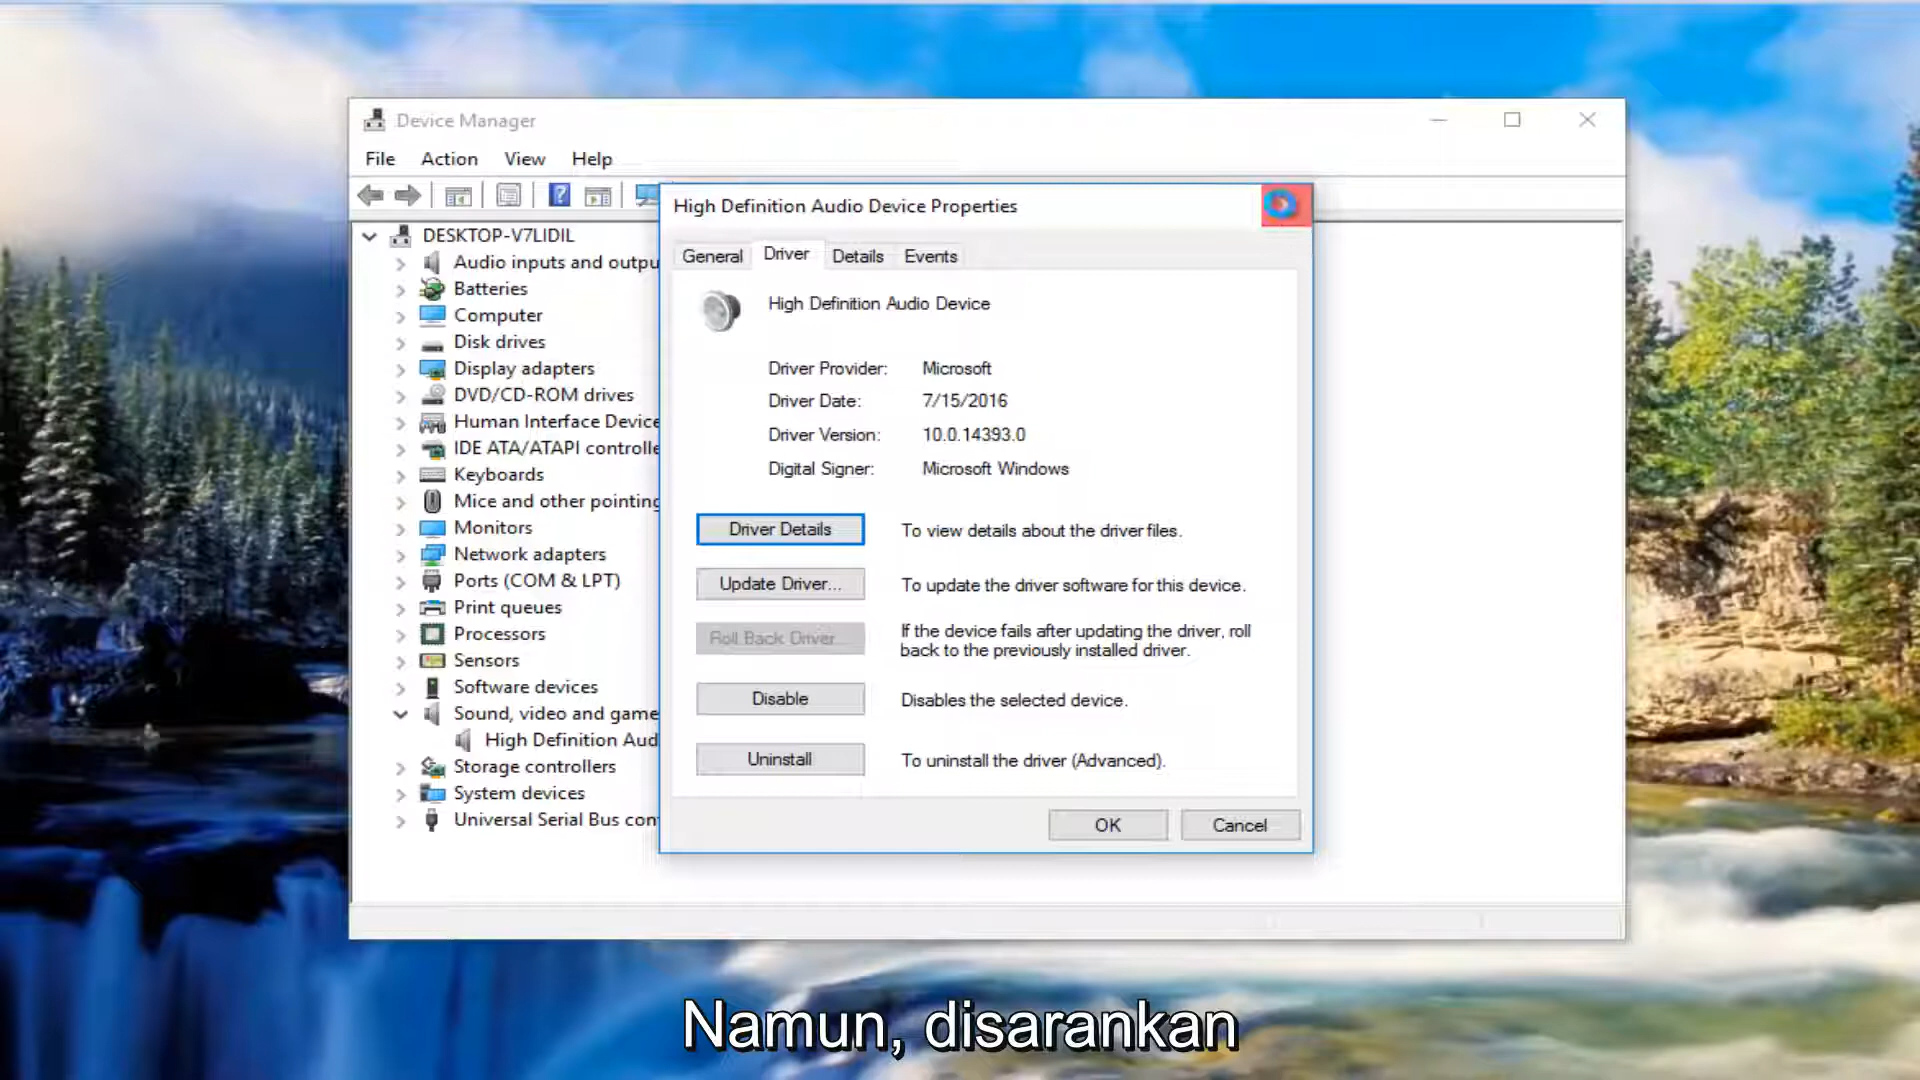 Device Manager
File Action View Help
High Definition Audio Device Properties
General Driver Details Events
DESKTOP-V7LIDIL
Audio inputs and outpu
Batteries
Computer
Disk drives
Display adapters
DVD/CD-ROM drives
Human Interface Device
IDE ATA/ATAPI controlle
Keyboards
Mice and other pointing
Monitors
Network adapters
Ports (COM & LPT)
Print queues
Processors
Sensors
Software devices
Sound, video and game
High Definition Aud
Storage controllers
System devices
Universal Serial Bus con
High Definition Audio Device
Driver Provider: Microsoft
Driver Date: 7/15/2016
Driver Version: 10.0.14393.0
Digital Signer: Microsoft Windows
Driver Details To view details about the driver files.
Update Driver... To update the driver software for this device.
Roll Back Driver... If the device fails after updating the driver, roll
back to the previously installed driver.
Disable Disables the selected device.
Uninstall To uninstall the driver (Advanced).
OK Cancel
Namun, disarankan